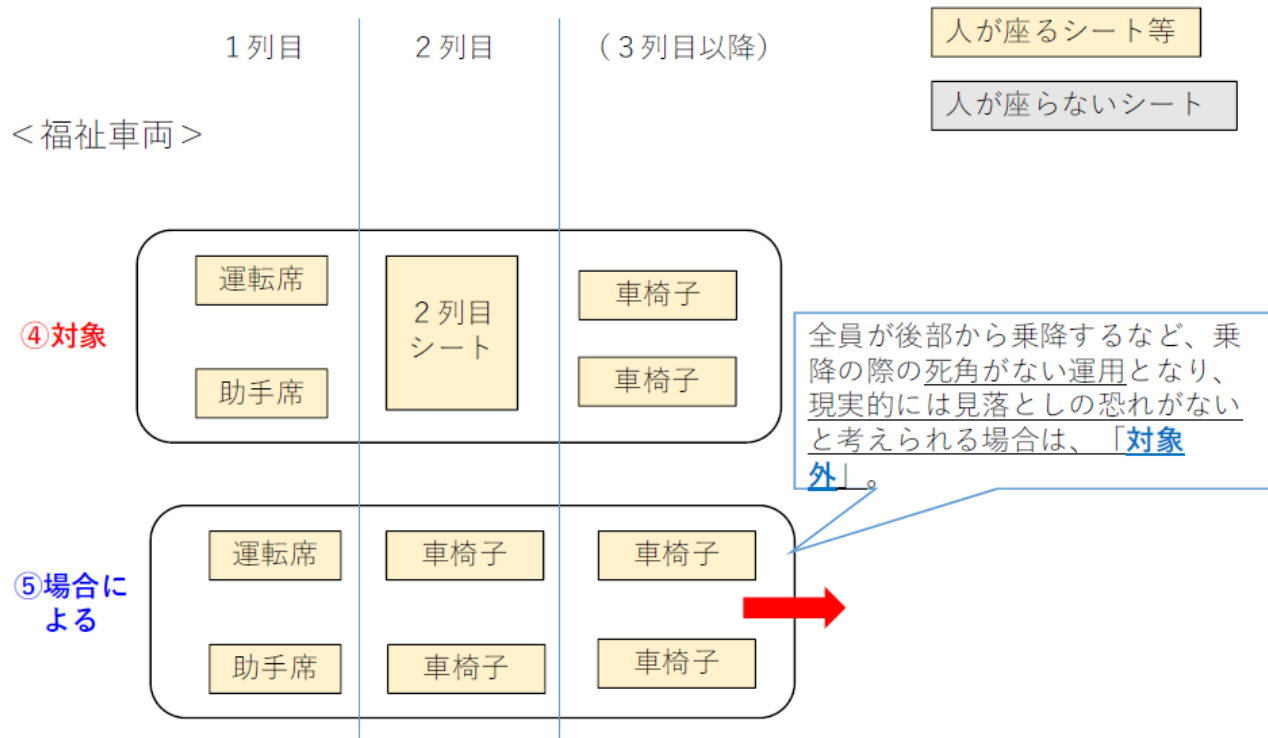 1列目
2列目
(3列目以降)
人が座るシート等
人が座らないシート
<福祉車両>
④対象
運転席
助手席
2列目
シート
車椅子
車椅子
全員が後部から乗降するなど、乗
降の際の死角がない運用となり、
現実的には見落としの恐れがない
と考えられる場合は、「対象
外」。
⑤場合に
よる
運転席
助手席
車椅子
車椅子
車椅子
車椅子